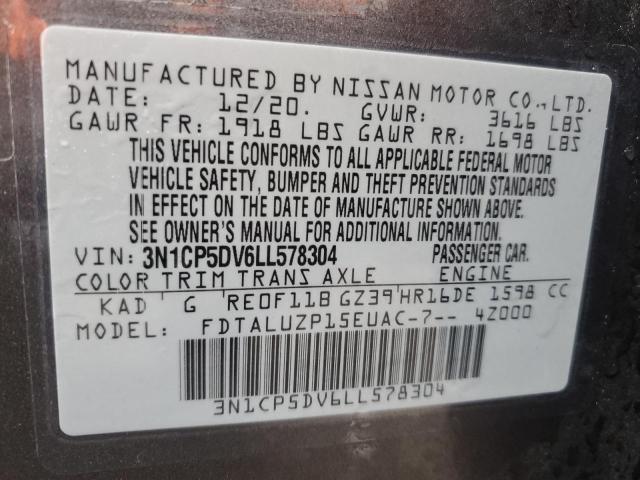 MANUFACTURED BY NISSAN MOTOR CO., LTD.
DATE: 12/20. GVWR: 3616 LBS
GAWR FR: 1918 LBS GAWR RR: 1698 LBS
THIS VEHICLE CONFORMS TO ALL APPLICABLE FEDERAL MOTOR
VEHICLE SAFETY, BUMPER AND THEFT PREVENTION STANDARDS
IN EFFECT ON THE DATE OF MANUFACTURE SHOWN ABOVE.
SEE OWNER'S MANUAL FOR ADDITIONAL INFORMATION.
VIN: 3N1CP5DV6LL578304 PASSENGER CAR.
COLOR TRIM TRANS AXLE ENGINE
KAD G RE0F11B GZ39 HR16DE 1598 CC
MODEL: FDTALUZP15EUAC-7-- 4Z000
3N1CP5DV6LL578304